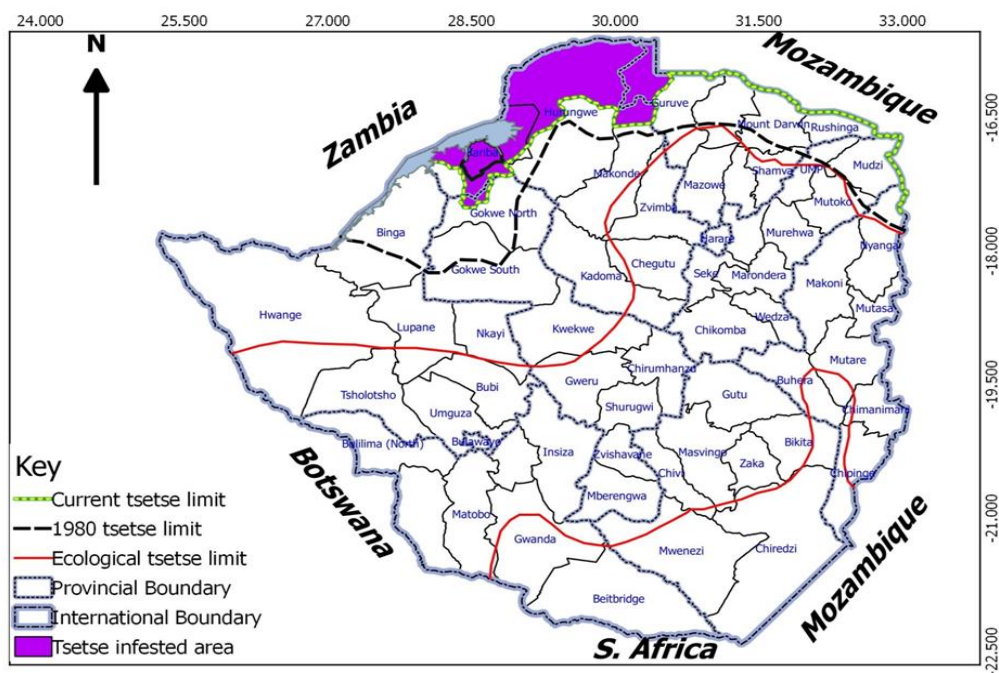 24.000 25.500 27.000 28.500 30.000 31.500 33.000
N
Mozambique
Zambia
-16.500
Hurungwe
Guruve
Mount Darwin
Rushinga
Kariba
Makonde
Mazowe
Shamva
UMP
Mudzi
Zvimba
Mutoko
Gokwe North
Binga
Harare
Murehwa
Nyanga
-18.000
Gokwe South
Kadoma
Chegutu
Seke
Marondera
Makoni
Hwange
Lupane
Nkayi
Kwekwe
Chikomba
Wedza
Mutasa
Mutare
-19.500
Chirumhanzu
Tsholotsho
Bubi
Gweru
Buhera
Umguza
Shurugwi
Gutu
Chimanimani
Bulilima (North)
Bulawayo
Insiza
Zvishavane
Masvingo
Bikita
Zaka
Chivi
Chipinge
Mberengwa
Botswana
Matobo
Gwanda
Mwenezi
Chiredzi
-21.000
Beitbridge
Mozambique
S. Africa
-22.500
Key
Current tsetse limit
1980 tsetse limit
Ecological tsetse limit
Provincial Boundary
International Boundary
Tsetse infested area